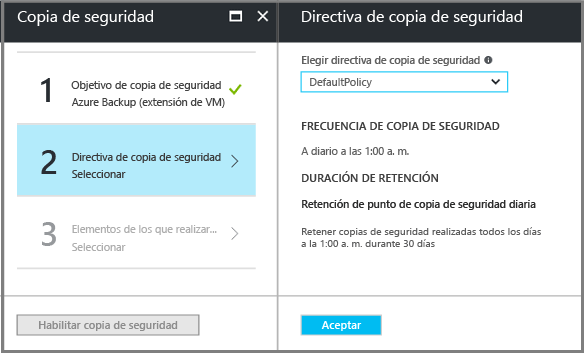 Copia de seguridad
1
Objetivo de copia de seguridad
Azure Backup (extensión de VM)
2
Directiva de copia de seguridad
Seleccionar
3
Elementos de los que realizar...
Seleccionar
Habilitar copia de seguridad
Directiva de copia de seguridad
Elegir directiva de copia de seguridad
DefaultPolicy
FRECUENCIA DE COPIA DE SEGURIDAD
A diario a las 1:00 a. m.
DURACIÓN DE RETENCIÓN
Retención de punto de copia de seguridad diaria
Retener copias de seguridad realizadas todos los días
a la 1:00 a. m. durante 30 días
Aceptar